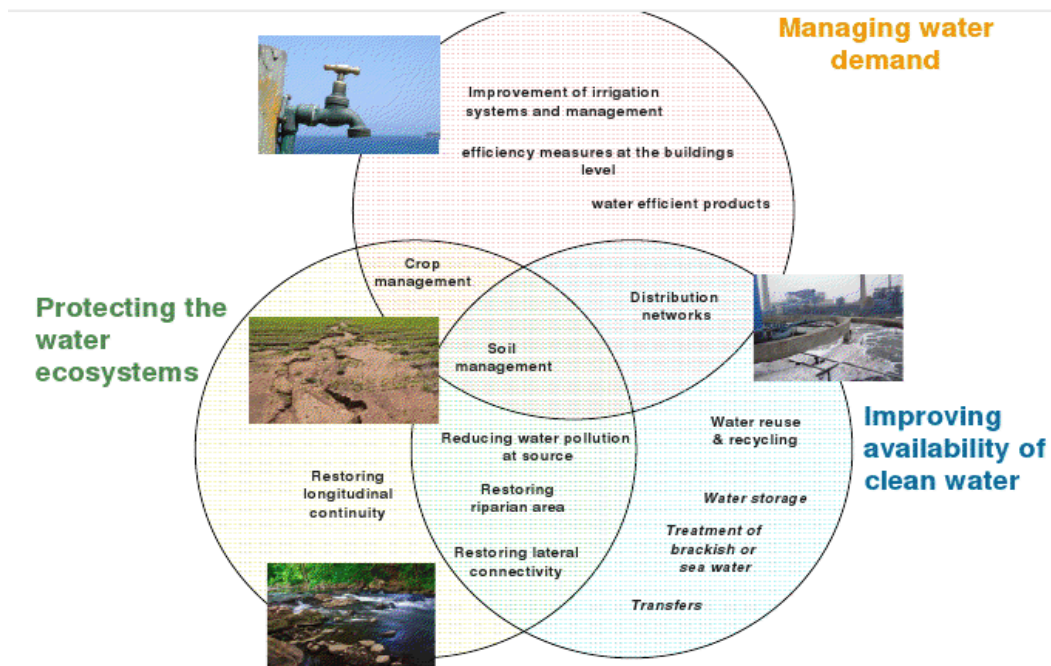 Managing water
demand
Improvement of irrigation
systems and management
efficiency measures at the buildings
level
water efficient products
Crop
management
Distribution
networks
Protecting the
water
ecosystems
Soil
management
Improving
availability of
clean water
Water reuse
& recycling
Reducing water pollution
at source
Restoring
longitudinal
continuity
Restoring
riparian area
Water storage
Treatment of
brackish or
sea water
Restoring lateral
connectivity
Transfers